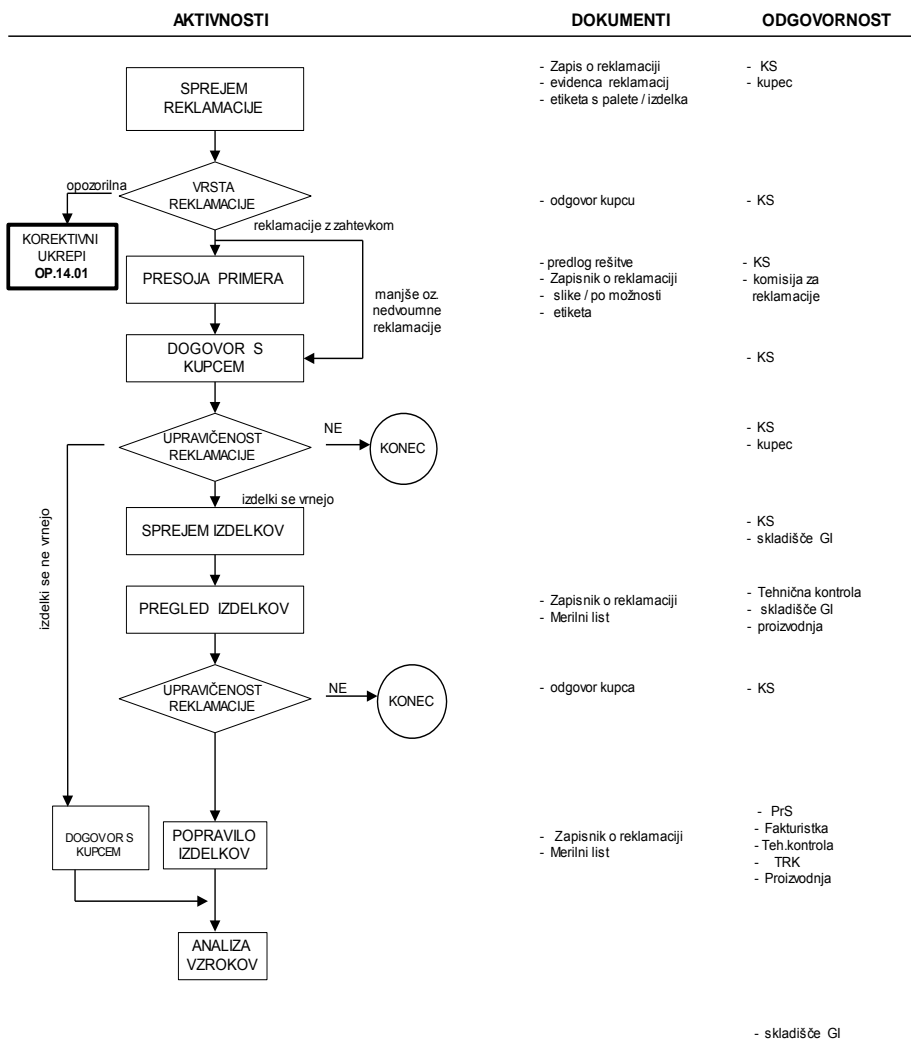 AKTIVNOSTI
DOKUMENTI
ODGOVORNOST
SPREJEM
REKLAMACIJE
- Zapis o reklamaciji
- evidenca reklamacij
- etiketa s palete / izdelka
- KS
- kupec
opozorilna
VRSTA
REKLAMACIJE
- odgovor kupcu
- KS
reklamacije z zahtevkom
KOREKTIVNI
UKREPI
OP.14.01
PRESOJA PRIMERA
manjše oz.
nedvoumne
reklamacije
-predlog rešitve
- Zapisnik o reklamaciji
- slike / po možnosti
- etiketa
- KS
- komisija za
reklamacije
DOGOVOR S
KUPCEM
- KS
UPRAVIČENOST
REKLAMACIJE
NE
KONEC
- KS
- kupec
izdelki se ne vrnejo
izdelki se vrnejo
SPREJEM IZDELKOV
- KS
- skladišče GI
PREGLED IZDELKOV
- Zapisnik o reklamaciji
- Merilni list
- Tehnična kontrola
- skladišče GI
- proizvodnja
UPRAVIČENOST
REKLAMACIJE
NE
KONEC
- odgovor kupca
- KS
DOGOVOR S
KUPCEM
POPRAVILO
IZDELKOV
- Zapisnik o reklamaciji
- Merilni list
- PrS
- Fakturistka
- Teh.kontrola
- TRK
- Proizvodnja
ANALIZA
VZROKOV
- skladišče GI